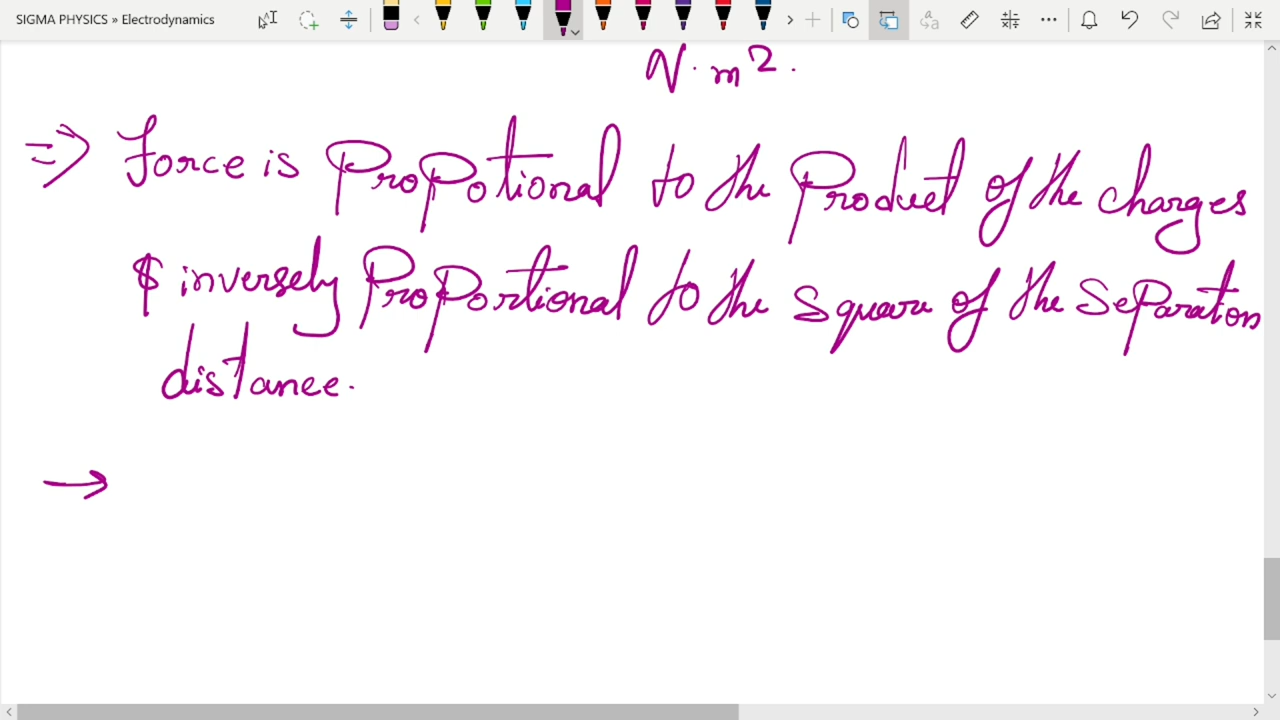 SIGMA PHYSICS » Electrodynamics
N·m².
⇒ Force is Propotional to the Product of the charges
$ inversely Proportional to the square of the Separation
distance.
→